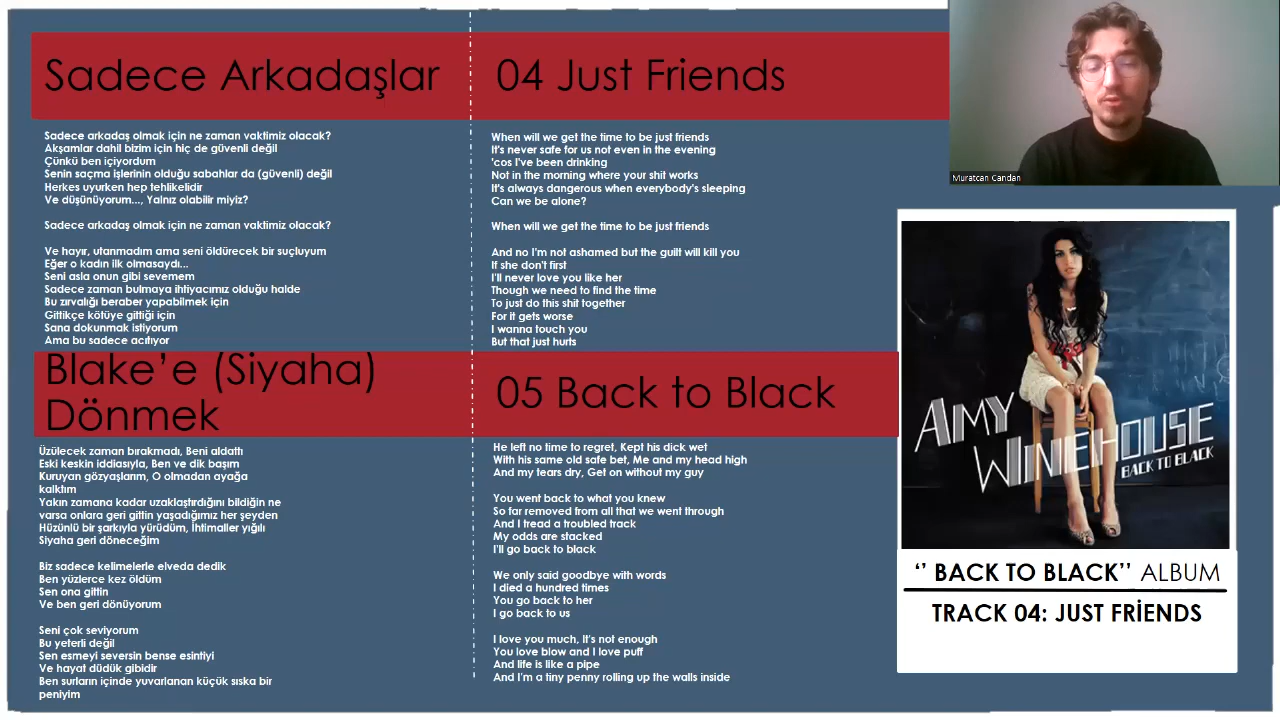 Sadece Arkadaşlar
Sadece arkadaş olmak için ne zaman vaktimiz olacak?
Akşamlar dahil bizim için hiç de güvenli değil
Çünkü ben içiyordum
Senin saçma işlerinin olduğu sabahlar da (güvenli) değil
Herkes uyurken hep tehlikelidir
Ve düşünüyorum..., Yalnız olabilir miyiz?
Sadece arkadaş olmak için ne zaman vaktimiz olacak?
Ve hayır, utanmadım ama seni öldürecek bir suçluyum
Eğer o kadın ilk olmasaydı...
Seni asla onun gibi sevemem
Sadece zaman bulmaya ihtiyacımız olduğu halde
Bu zırvalığı beraber yapabilmek için
Gittikçe kötüye gittiği için
Sana dokunmak istiyorum
Ama bu sadece acıtıyor
04 Just Friends
When will we get the time to be just friends
It's never safe for us not even in the evening
'cos I've been drinking
Not in the morning where your shit works
It's always dangerous when everybody's sleeping
Can we be alone?
When will we get the time to be just friends
And no I'm not ashamed but the guilt will kill you
If she don't first
I'll never love you like her
Though we need to find the time
To just do this shit together
For it gets worse
I wanna touch you
But that just hurts
Blake'e (Siyaha)
Dönmek
Üzülecek zaman bırakmadı, Beni aldattı
Eski keskin iddiasıyla, Ben ve dik başım
Kuruyan gözyaşlarım, O olmadan ayağa
kalktım
Yakın zamana kadar uzaklaştırdığını bildiğin ne
varsa onlara geri gittin yaşadığımız her şeyden
Hüzünlü bir şarkıyla yürüdüm, İhtimaller yığılı
Siyaha geri döneceğim
Biz sadece kelimelerle elveda dedik
Ben yüzlerce kez öldüm
Sen ona gittin
Ve ben geri dönüyorum
Seni çok seviyorum
Bu yeterli değil
Sen esmeyi seversin bense esintiyi
Ve hayat düdük gibidir
Ben surların içinde yuvarlanan küçük sıska bir
peniyim
05 Back to Black
He left no time to regret, Kept his dick wet
With his same old safe bet, Me and my head high
And my tears dry, Get on without my guy
You went back to what you knew
So far removed from all that we went through
And I tread a troubled track
My odds are stacked
I'll go back to black
We only said goodbye with words
I died a hundred times
You go back to her
I go back to us
I love you much, It's not enough
You love blow and I love puff
And life is like a pipe
And I'm a tiny penny rolling up the walls inside
Muratcan Candan
AMY
WINEHOUSE
BACK TO BLACK
'' BACK TO BLACK'' ALBUM
TRACK 04: JUST FRİENDS